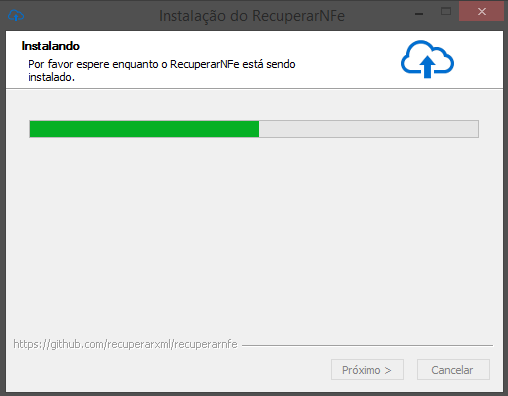 Instalação do RecuperarNFe
Instalando
Por favor espere enquanto o RecuperarNFe está sendo
instalado.
https://github.com/recuperarxml/recuperarnfe
Próximo >
Cancelar